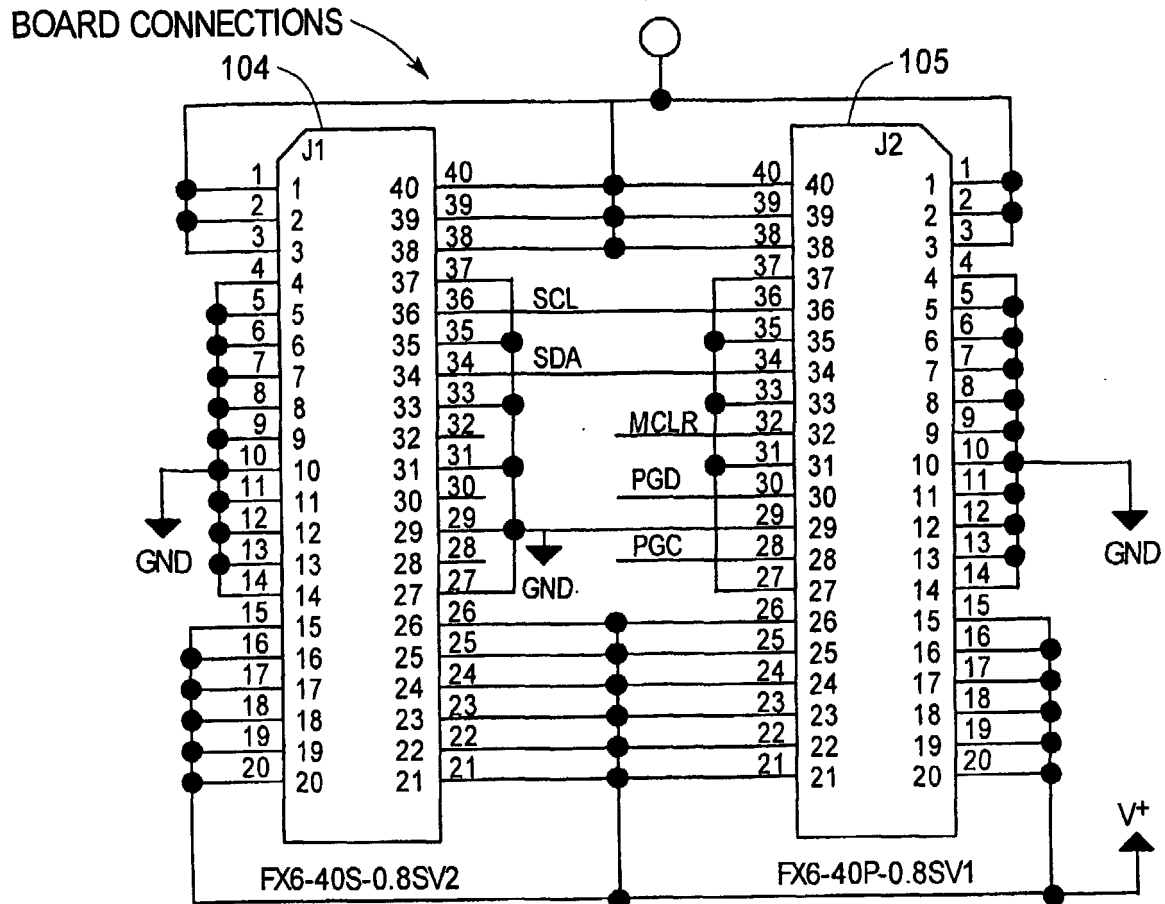 BOARD CONNECTIONS
104
105
J1
J2
1 1 40 40 40 40 1 1
2 2 39 39 39 39 2 2
3 3 38 38 38 38 3 3
4 4 37 37 37 37 4 4
5 5 36 36 SCL 36 36 5 5
6 6 35 35 35 35 6 6
7 7 34 34 SDA 34 34 7 7
8 8 33 33 33 33 8 8
9 9 32 32 MCLR 32 32 9 9
10 10 31 31 31 31 10 10
11 11 30 30 PGD 30 30 11 11
12 12 29 29 29 29 12 12
13 13 28 28 PGC 28 28 13 13
14 14 27 27 27 27 14 14
GND
GND
GND
15 15 26 26 26 26 15 15
16 16 25 25 25 25 16 16
17 17 24 24 24 24 17 17
18 18 23 23 23 23 18 18
19 19 22 22 22 22 19 19
20 20 21 21 21 21 20 20
V+
FX6-40S-0.8SV2
FX6-40P-0.8SV1